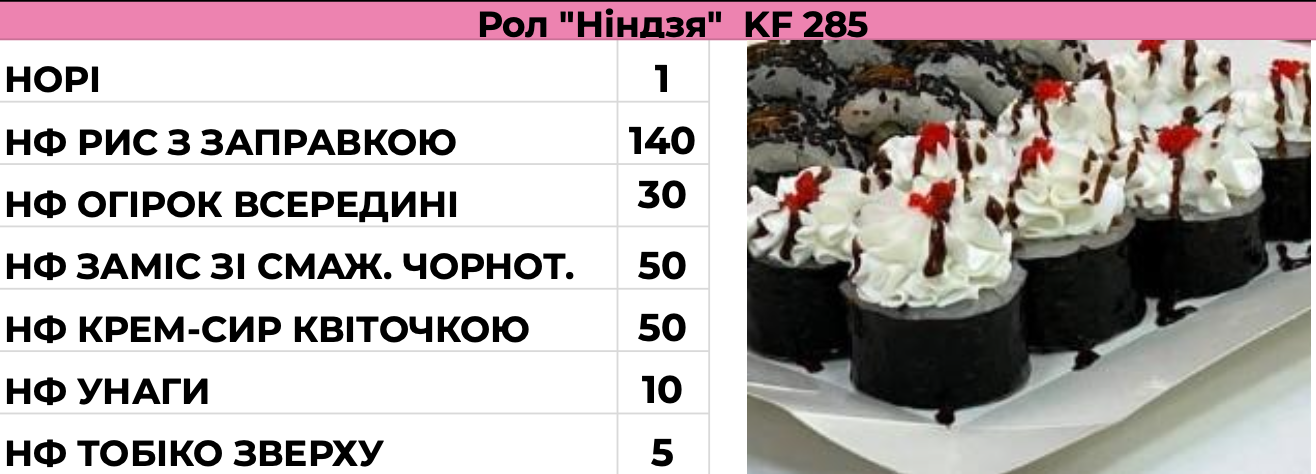 Рол "Ніндзя" KF 285
НОРІ 1
НФ РИС З ЗАПРАВКОЮ 140
НФ ОГІРОК ВСЕРЕДИНІ 30
НФ ЗАМІС ЗІ СМАЖ. ЧОРНОТ. 50
НФ КРЕМ-СИР КВІТОЧКОЮ 50
НФ УНАГИ 10
НФ ТОБІКО ЗВЕРХУ 5